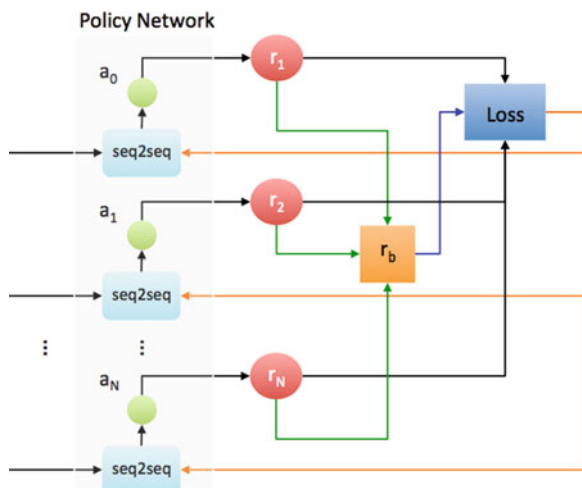 Policy Network
a0
r1
Loss
seq2seq
a1
r2
rb
seq2seq
⋮
⋮
aN
rN
seq2seq